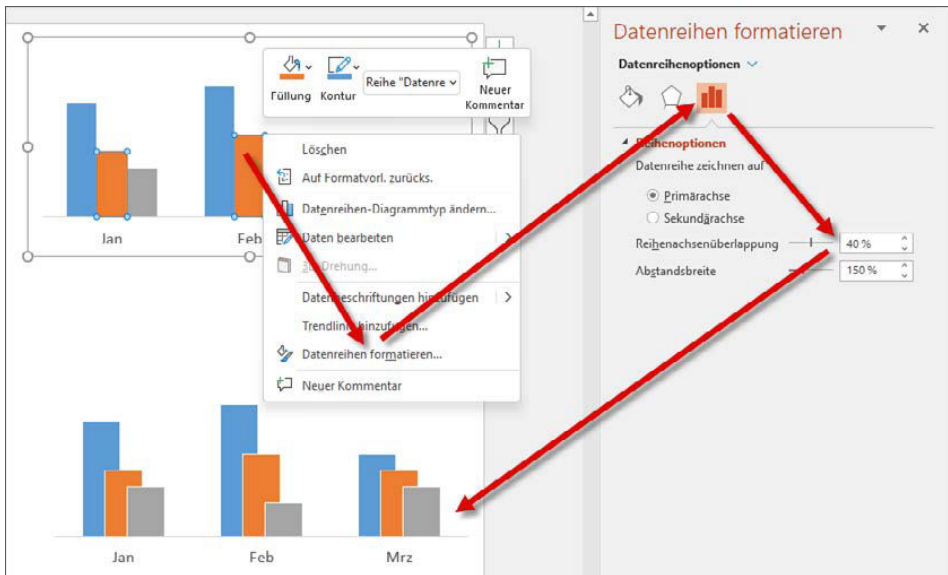 Füllung
Kontur
Reihe "Datenre
Neuer
Kommentar
Löschen
Auf Formatvorl. zurücks.
Datenreihen-Diagrammtyp ändern...
Daten bearbeiten
3D-Drehung...
Datenbeschriftungen hinzufügen
Trendlinie hinzufügen...
Datenreihen formatieren...
Neuer Kommentar
Jan
Feb
Jan
Feb
Mrz
Datenreihen formatieren
Datenreihenoptionen
Reihenoptionen
Datenreihe zeichnen auf
Primärachse
Sekundärachse
Reihenachsenüberlappung 40 %
Abstandsbreite 150 %